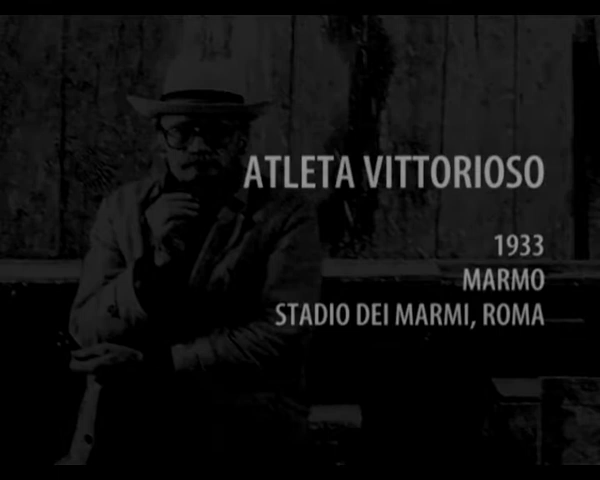 ATLETA VITTORIOSO
1933
MARMO
STADIO DEI MARMI, ROMA